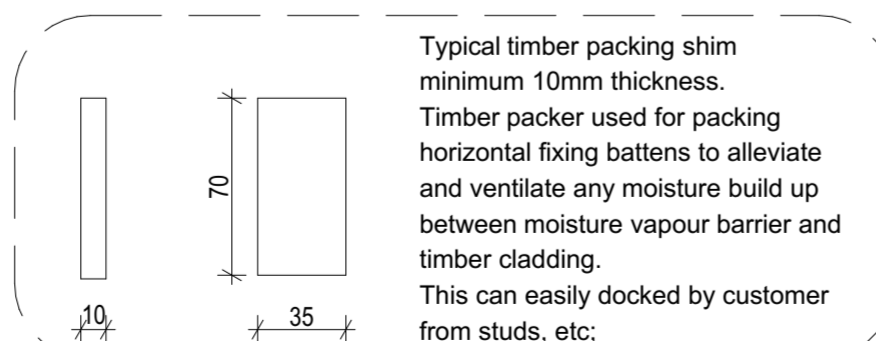 Typical timber packing shim
minimum 10mm thickness.
Timber packer used for packing
horizontal fixing battens to alleviate
and ventilate any moisture build up
between moisture vapour barrier and
timber cladding.
This can easily docked by customer
from studs, etc;
70
10
35